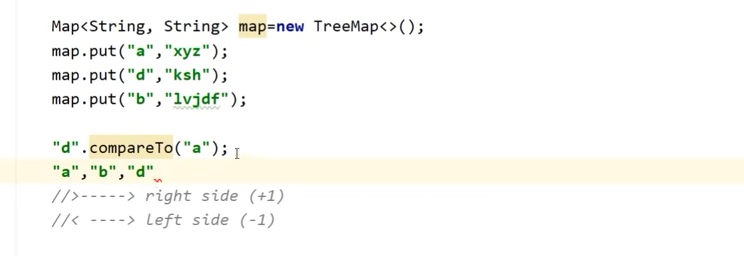 Map<String, String> map=new TreeMap<>();
map.put("a","xyz");
map.put("d","ksh");
map.put("b","lvjdf");
"d".compareTo("a");
"a","b","d"
//>-----> right side (+1)
//< ----> left side (-1)